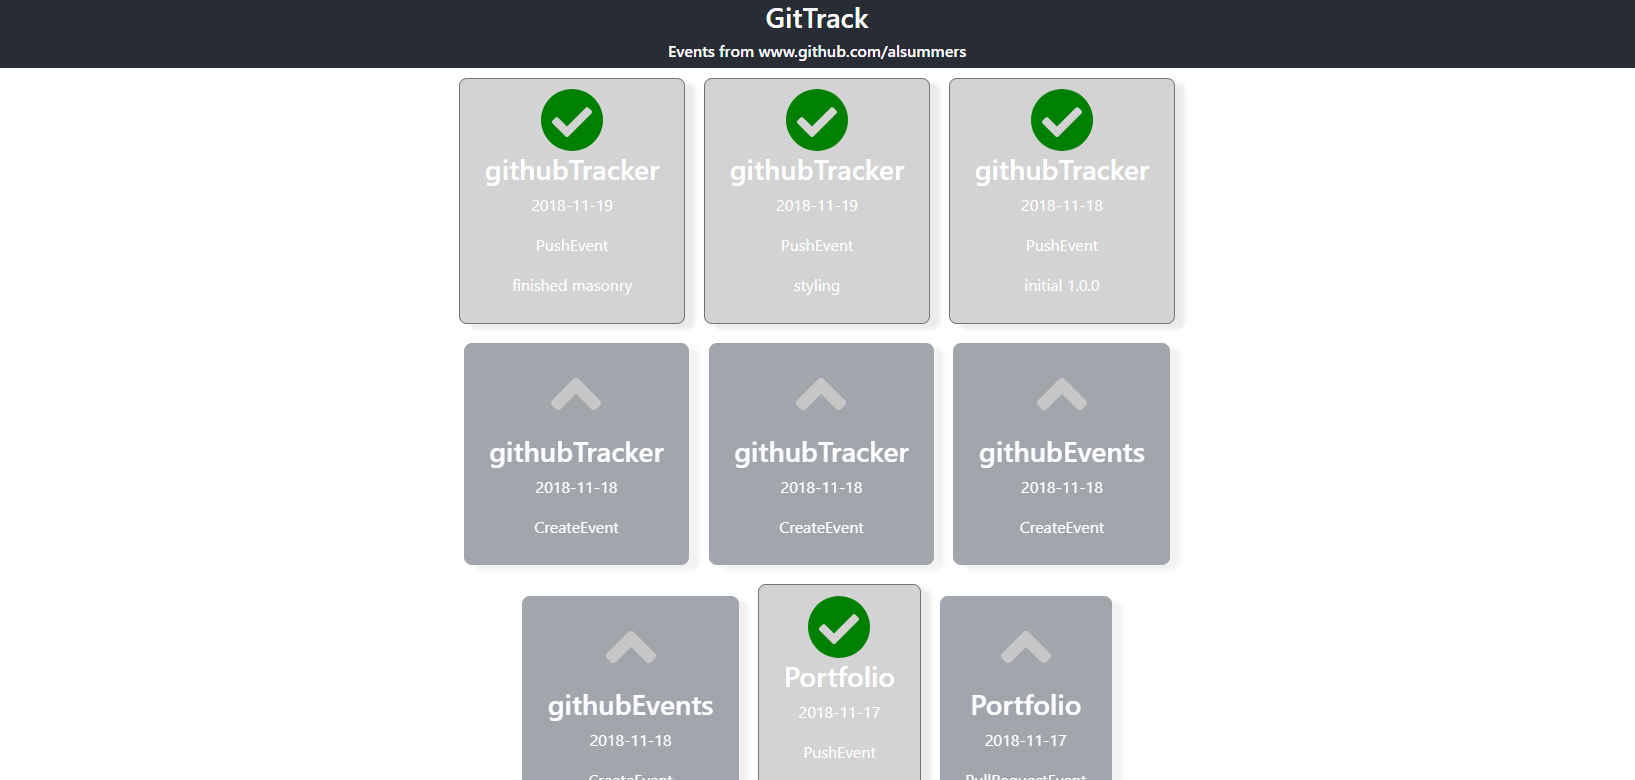 GitTrack
Events from www.github.com/alsummers
githubTracker
2018-11-19
PushEvent
finished masonry
githubTracker
2018-11-19
PushEvent
styling
githubTracker
2018-11-18
PushEvent
initial 1.0.0
githubTracker
2018-11-18
CreateEvent
githubTracker
2018-11-18
CreateEvent
githubEvents
2018-11-18
CreateEvent
githubEvents
2018-11-18
CreateEvent
Portfolio
2018-11-17
PushEvent
Portfolio
2018-11-17
PullRequestEvent